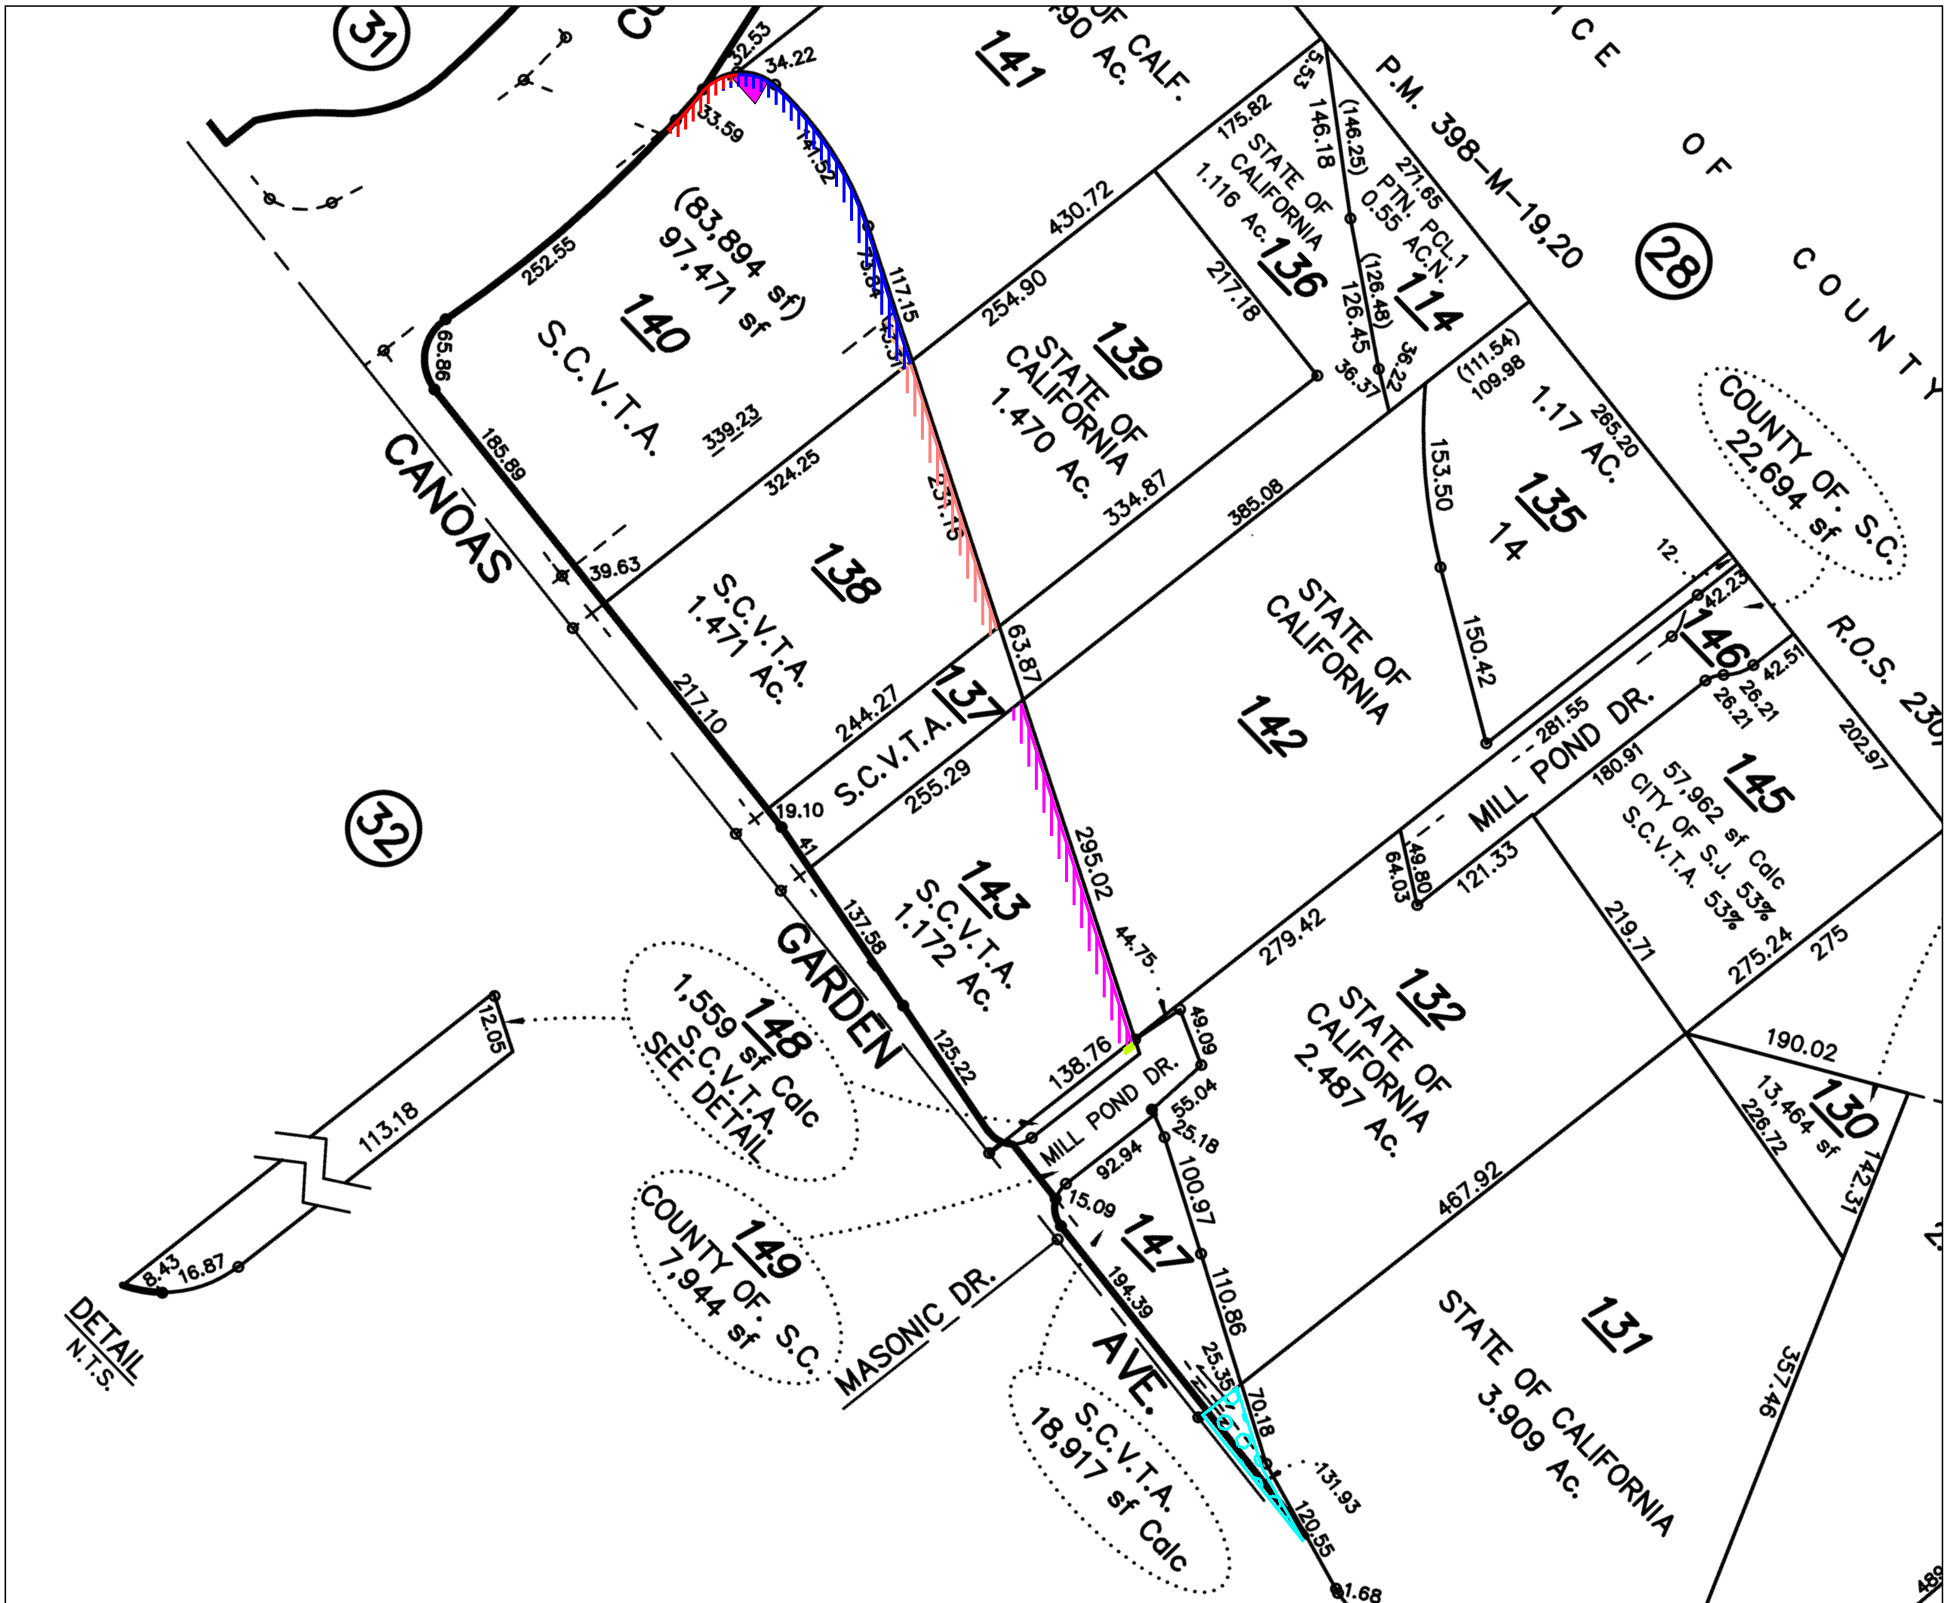 31
32.53
34.22
33.59
141.52
141
OF CALF.
490 Ac.
175.82
5.53
146.18
(146.25)
271.65
P.M. 398-M-19,20
OF
COUNTY
28
STATE OF
CALIFORNIA
1.116 Ac.
136
PTN. PCL.1
0.55 AC.N.
114
(126.48)
126.45
36.22
36.37
(111.54)
109.98
217.18
430.72
254.90
117.15
73.84
252.55
65.86
(83,894 sf)
97,471 sf
140
S.C.V.T.A.
339.23
324.25
185.89
39.63
CANOAS
139
STATE OF
CALIFORNIA
1.470 Ac.
334.87
385.08
231.15
138
S.C.V.T.A.
1.471 Ac.
217.10
244.27
63.87
137
S.C.V.T.A.
255.29
19.10
41
153.50
150.42
1.17 AC.
135
14
265.20
COUNTY OF. S.C.
22,694 sf
12.
42.23
146
42.51
26.21
26.21
R.O.S.
202.97
142
STATE OF
CALIFORNIA
281.55
MILL POND DR.
180.91
145
57,962 sf Calc
CITY OF S.J. 53%
S.C.V.T.A. 53%
49.80
64.03
121.33
279.42
219.71
275.24
275
32
143
S.C.V.T.A.
1.172 Ac.
295.02
44.75
137.58
GARDEN
125.22
138.76
49.09
MILL POND DR.
55.04
25.18
92.94
15.09
100.97
132
STATE OF
CALIFORNIA
2.487 Ac.
467.92
190.02
130
13,464 sf
226.72
142.31
148
1,559 sf Calc
S.C.V.T.A.
SEE DETAIL
12.05
113.18
8.43
16.87
DETAIL
N.T.S.
149
COUNTY OF. S.C.
7,944 sf
MASONIC DR.
147
194.39
110.86
AVE.
25.35
70.18
131.93
120.55
1.68
S.C.V.T.A.
18,917 sf Calc
131
STATE OF CALIFORNIA
3.909 Ac.
357.46